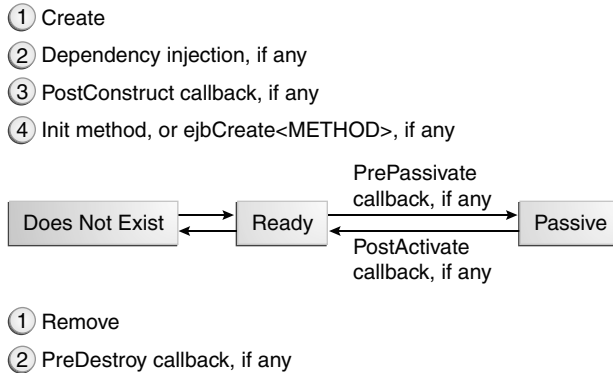 1 Create
2 Dependency injection, if any
3 PostConstruct callback, if any
4 Init method, or ejbCreate<METHOD>, if any
PrePassivate
callback, if any
Does Not Exist
Ready
Passive
PostActivate
callback, if any
1 Remove
2 PreDestroy callback, if any